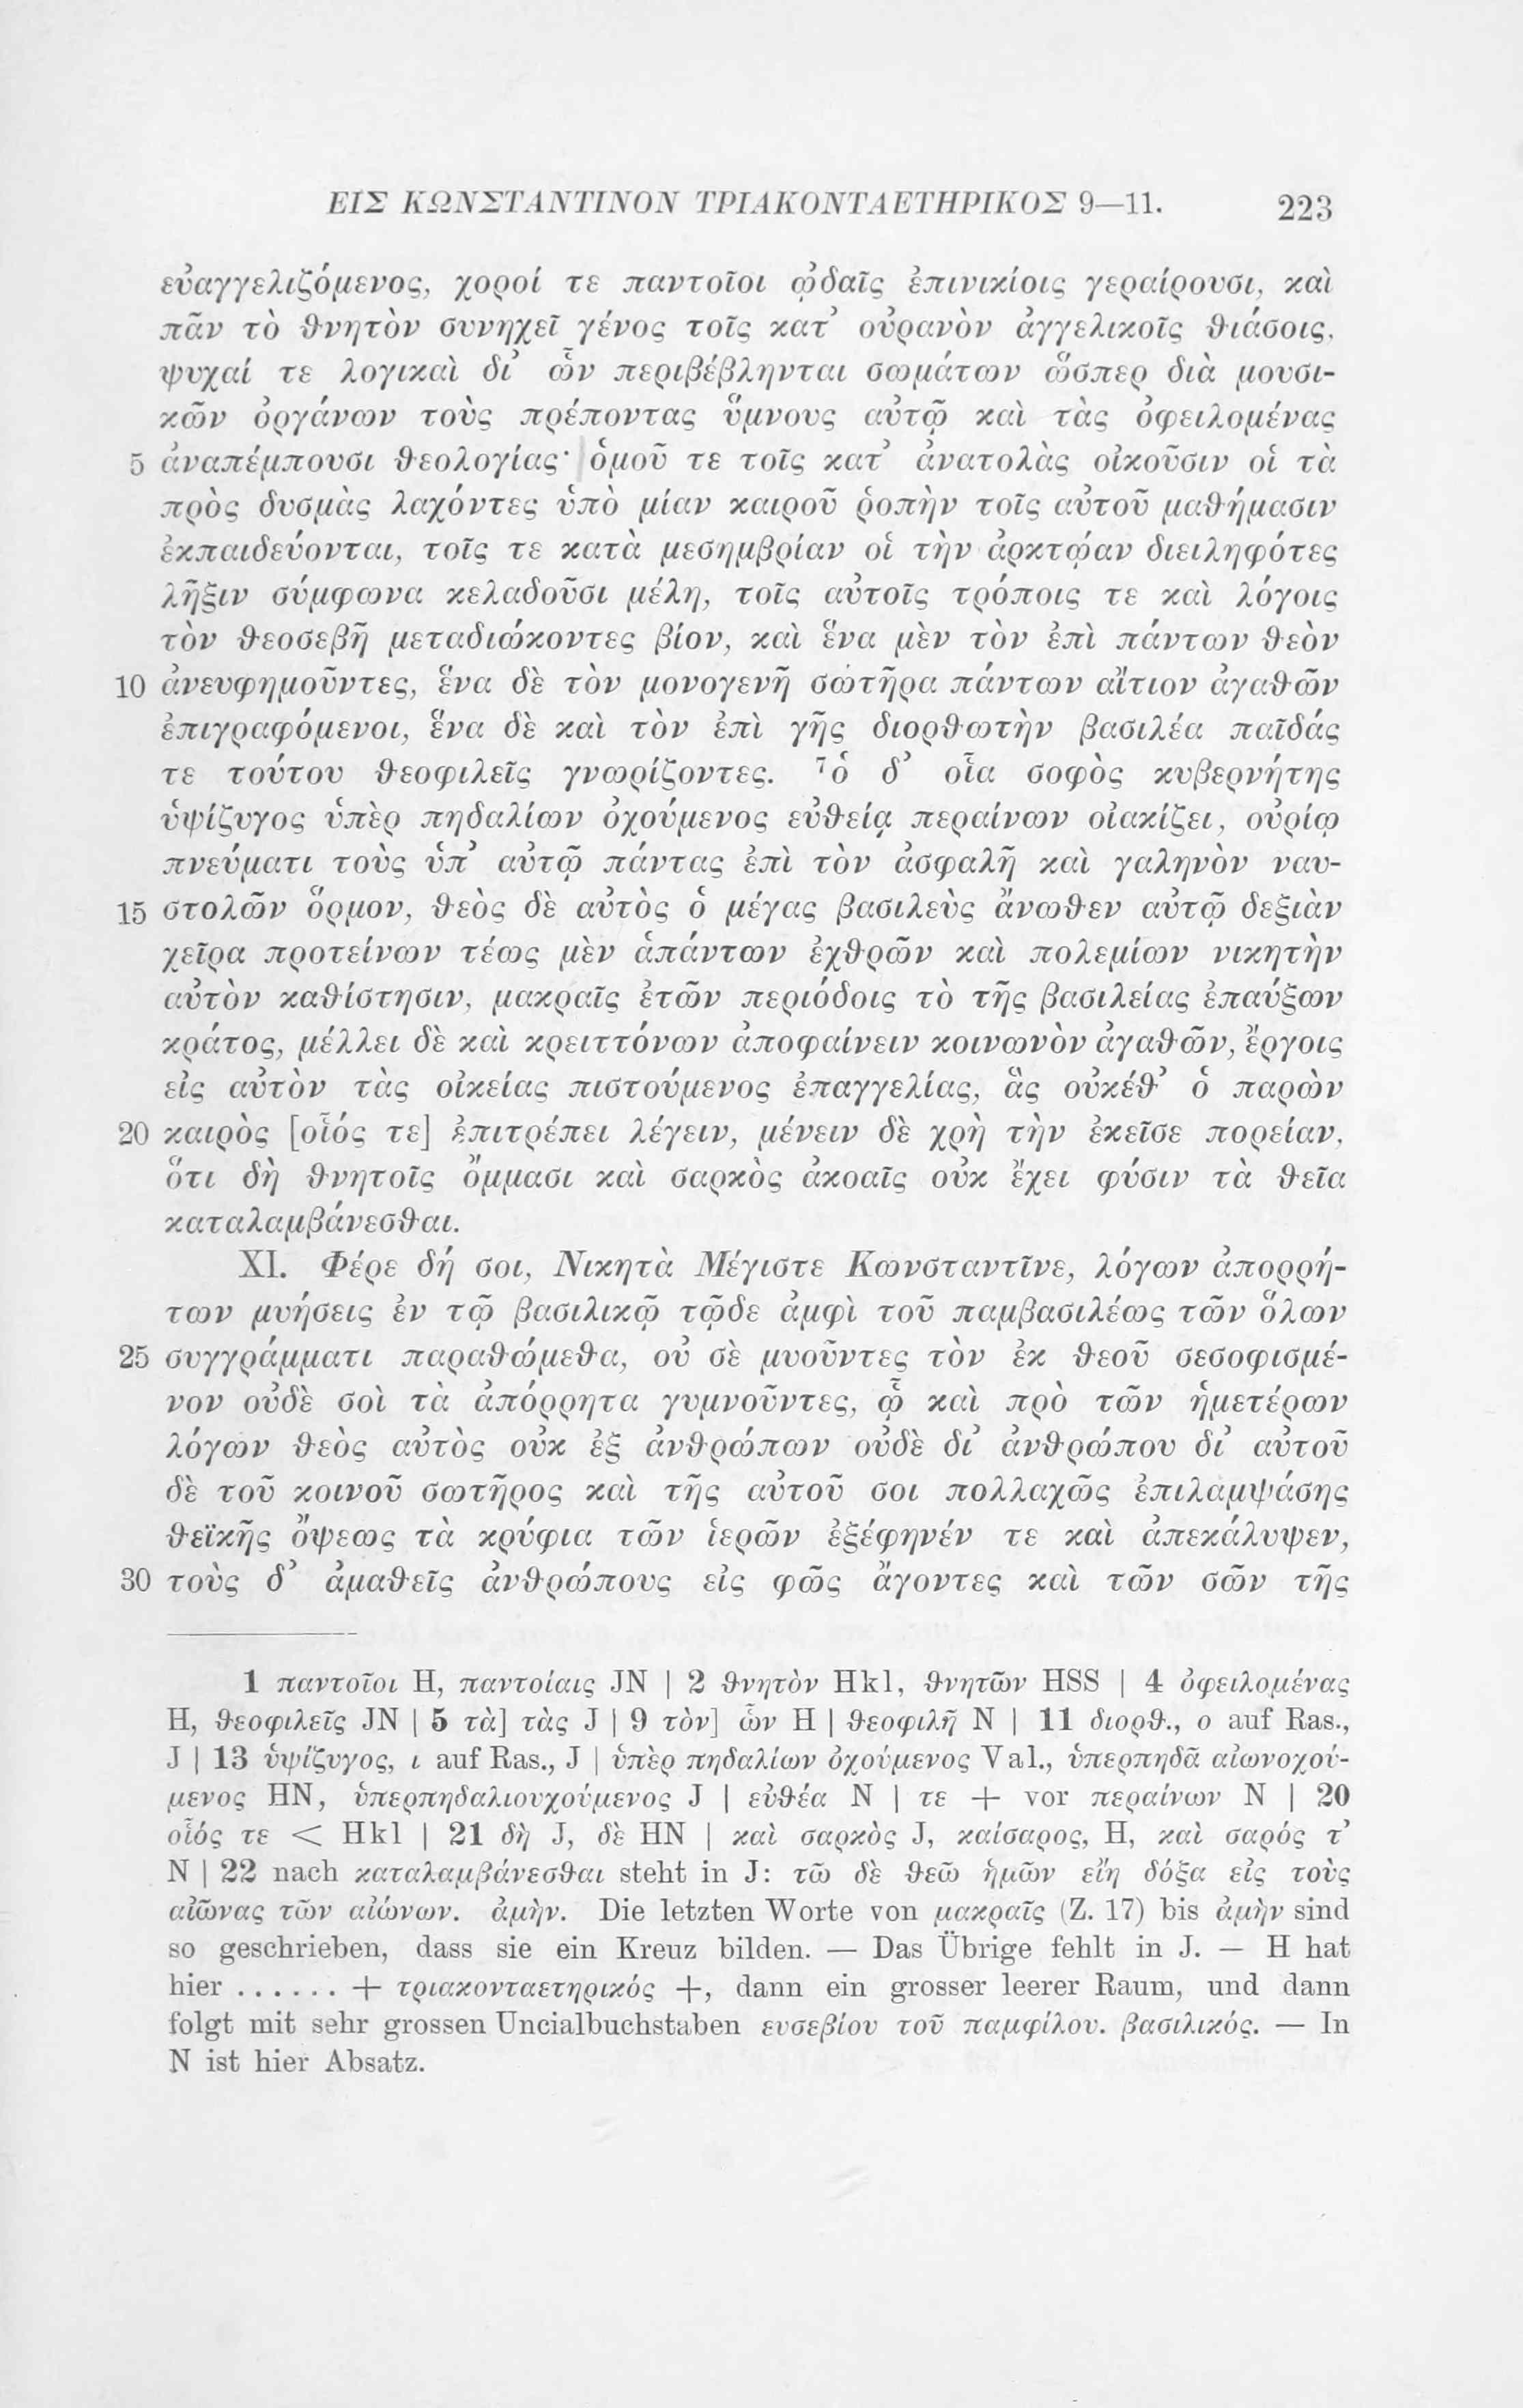 ΕΙΣ ΚΩΝΣΤΑΝΤΙΝΟΝ ΤΡΙΑΚΟΝΤΑΕΤΗΡΙΚΟΣ 9—11. 223
εὐαγγελιζόμενος, χοροί τε παντοῖοι ᾠδαῖς ἐπινικίοις γεραίρουσι, καὶ
πᾶν τὸ θνητὸν συνηχεῖ γένος τοῖς κατ’ οὐρανὸν ἀγγελικοῖς θιάσοις,
ψυχαί τε λογικαὶ δι’ ὧν περιβέβληνται σωμάτων ὥσπερ διὰ μουσι-
κῶν ὀργάνων τοὺς πρέποντας ὕμνους αὐτῷ καὶ τὰς ὀφειλομένας
5 ἀναπέμπουσι θεολογίας· ὁμοῦ τε τοῖς κατ’ ἀνατολὰς οἰκοῦσιν οἱ τὰ
πρὸς δυσμὰς λαχόντες ὑπὸ μίαν καιροῦ ῥοπὴν τοῖς αὐτοῦ μαθήμασιν
ἐκπαιδεύονται, τοῖς τε κατὰ μεσημβρίαν οἱ τὴν ἀρκτῴαν διειληφότες
λῆξιν σύμφωνα κελαδοῦσι μέλη, τοῖς αὐτοῖς τρόποις τε καὶ λόγοις
τὸν θεοσεβῆ μεταδιώκοντες βίον, καὶ ἕνα μὲν τὸν ἐπὶ πάντων θεὸν
10 ἀνευφημοῦντες, ἕνα δὲ τὸν μονογενῆ σωτῆρα πάντων αἴτιον ἀγαθῶν
ἐπιγραφόμενοι, ἕνα δὲ καὶ τὸν ἐπὶ γῆς διορθωτὴν βασιλέα παῖδάς
τε τούτου θεοφιλεῖς γνωρίζοντες. ⁷ὁ δ’ οἷα σοφὸς κυβερνήτης
ὑψίζυγος ὑπὲρ πηδαλίων ὀχούμενος εὐθείᾳ περαίνων οἰακίζει, οὐρίῳ
πνεύματι τοὺς ὑπ’ αὐτῷ πάντας ἐπὶ τὸν ἀσφαλῆ καὶ γαληνὸν ναυ-
15 στολῶν ὅρμον, θεὸς δὲ αὐτὸς ὁ μέγας βασιλεὺς ἄνωθεν αὐτῷ δεξιὰν
χεῖρα προτείνων τέως μὲν ἁπάντων ἐχθρῶν καὶ πολεμίων νικητὴν
αὐτὸν καθίστησιν, μακραῖς ἐτῶν περιόδοις τὸ τῆς βασιλείας ἐπαύξων
κράτος, μέλλει δὲ καὶ κρειττόνων ἀποφαίνειν κοινωνὸν ἀγαθῶν, ἔργοις
εἰς αὐτὸν τὰς οἰκείας πιστούμενος ἐπαγγελίας, ἃς οὐκέθ’ ὁ παρὼν
20 καιρὸς [οἷός τε] ἐπιτρέπει λέγειν, μένειν δὲ χρὴ τὴν ἐκεῖσε πορείαν,
ὅτι δὴ θνητοῖς ὄμμασι καὶ σαρκὸς ἀκοαῖς οὐκ ἔχει φύσιν τὰ θεῖα
καταλαμβάνεσθαι.
XI. Φέρε δή σοι, Νικητὰ Μέγιστε Κωνσταντῖνε, λόγων ἀπορρή-
των μυήσεις ἐν τῷ βασιλικῷ τῷδε ἀμφὶ τοῦ παμβασιλέως τῶν ὅλων
25 συγγράμματι παραθώμεθα, οὐ σὲ μυοῦντες τὸν ἐκ θεοῦ σεσοφισμέ-
νον οὐδὲ σοὶ τὰ ἀπόρρητα γυμνοῦντες, ᾧ καὶ πρὸ τῶν ἡμετέρων
λόγων θεὸς αὐτὸς οὐκ ἐξ ἀνθρώπων οὐδὲ δι’ ἀνθρώπου δι’ αὐτοῦ
δὲ τοῦ κοινοῦ σωτῆρος καὶ τῆς αὐτοῦ σοι πολλαχῶς ἐπιλαμψάσης
θεϊκῆς ὄψεως τὰ κρύφια τῶν ἱερῶν ἐξέφηνέν τε καὶ ἀπεκάλυψεν,
30 τοὺς δ’ ἀμαθεῖς ἀνθρώπους εἰς φῶς ἄγοντες καὶ τῶν σῶν τῆς
1 παντοῖοι H, παντοίαις JN | 2 θνητὸν Hkl, θνητῶν HSS | 4 ὀφειλομένας
H, θεοφιλεῖς JN | 5 τὰ] τὰς J | 9 τὸν] ὧν H | θεοφιλῆ N | 11 διορθ., ο auf Ras.,
J | 13 ὑψίζυγος, ι auf Ras., J | ὑπὲρ πηδαλίων ὀχούμενος Val., ὑπερπηδᾶ αἰωνοχού-
μενος HN, ὑπερπηδαλιουχούμενος J | εὐθέα N | τε + vor περαίνων N | 20
οἷός τε < Hkl | 21 δὴ J, δὲ HN | καὶ σαρκὸς J, καίσαρος, H, καὶ σαρός τ’
N | 22 nach καταλαμβάνεσθαι steht in J: τῶ δὲ θεῶ ἡμῶν εἴη δόξα εἰς τοὺς
αἰῶνας τῶν αἰώνων. ἀμὴν. Die letzten Worte von μακραῖς (Z. 17) bis ἀμὴν sind
so geschrieben, dass sie ein Kreuz bilden. — Das Übrige fehlt in J. — H hat
hier ...... + τριακονταετηρικός +, dann ein grosser leerer Raum, und dann
folgt mit sehr grossen Uncialbuchstaben ευσεβίου τοῦ παμφίλου. βασιλικός. — In
N ist hier Absatz.